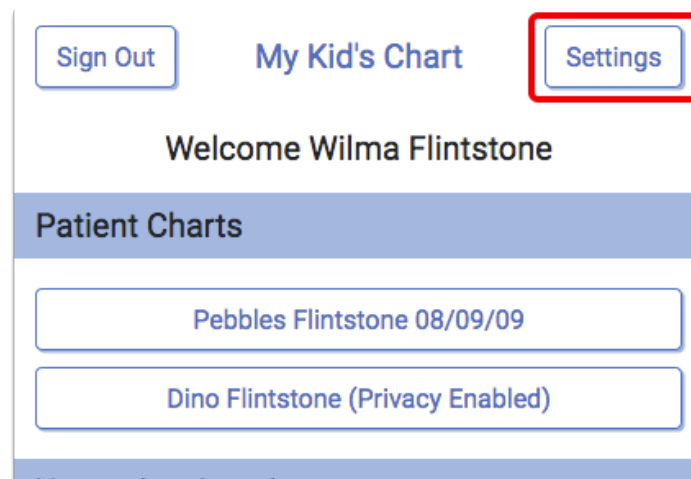 Sign Out My Kid's Chart Settings
Welcome Wilma Flintstone
Patient Charts
Pebbles Flintstone 08/09/09
Dino Flintstone (Privacy Enabled)